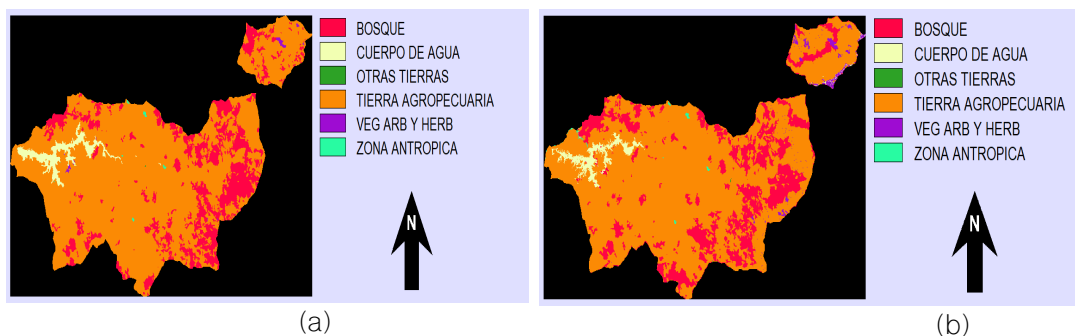 BOSQUE
CUERPO DE AGUA
OTRAS TIERRAS
TIERRA AGROPECUARIA
VEG ARB Y HERB
ZONA ANTROPICA
N
(a)
BOSQUE
CUERPO DE AGUA
OTRAS TIERRAS
TIERRA AGROPECUARIA
VEG ARB Y HERB
ZONA ANTROPICA
N
(b)